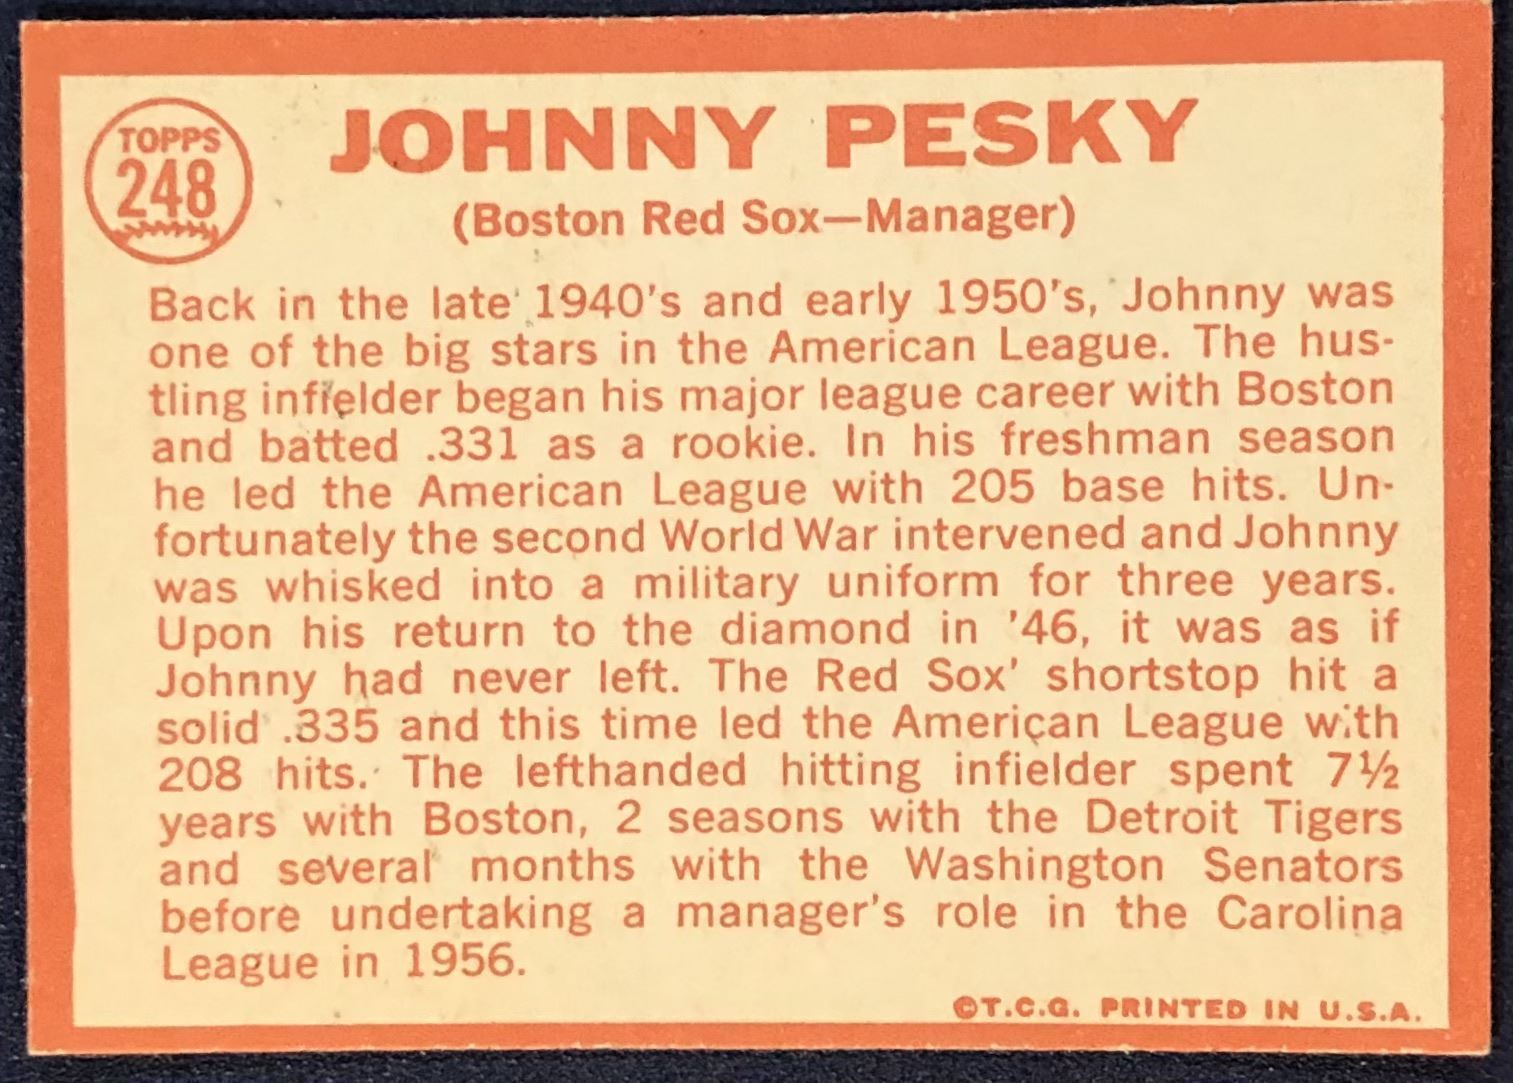 TOPPS
248
JOHNNY PESKY
(Boston Red Sox—Manager)
Back in the late 1940's and early 1950's, Johnny was
one of the big stars in the American League. The hus-
tling infielder began his major league career with Boston
and batted .331 as a rookie. In his freshman season
he led the American League with 205 base hits. Un-
fortunately the second World War intervened and Johnny
was whisked into a military uniform for three years.
Upon his return to the diamond in '46, it was as if
Johnny had never left. The Red Sox' shortstop hit a
solid .335 and this time led the American League with
208 hits. The lefthanded hitting infielder spent 7½
years with Boston, 2 seasons with the Detroit Tigers
and several months with the Washington Senators
before undertaking a manager's role in the Carolina
League in 1956.
©T.C.G. PRINTED IN U.S.A.